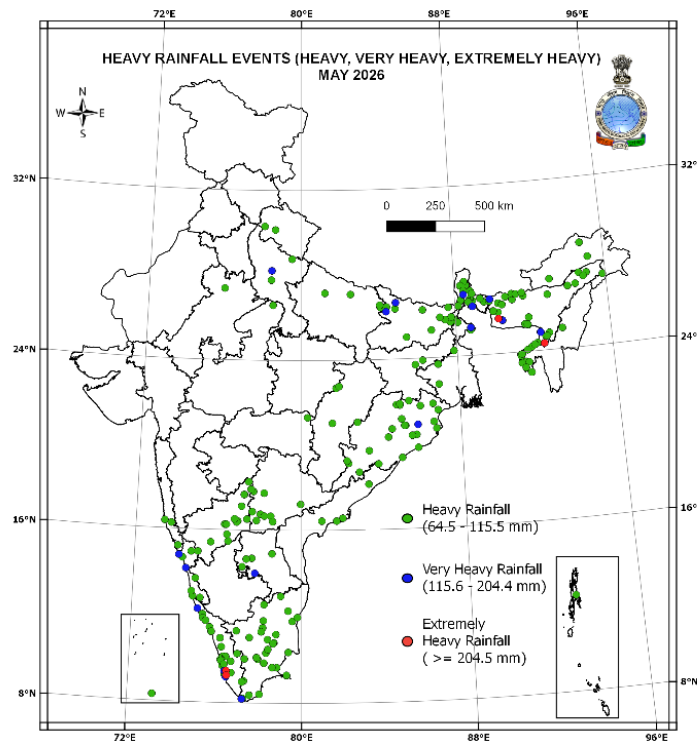 72°E 80°E 88°E 96°E
HEAVY RAINFALL EVENTS (HEAVY, VERY HEAVY, EXTREMELY HEAVY)
MAY 2026
N
W E
S
32°N 32°N
0 250 500 km
24°N 24°N
16°N 16°N
Heavy Rainfall
(64.5 - 115.5 mm)
Very Heavy Rainfall
(115.6 - 204.4 mm)
Extremely
Heavy Rainfall
( >= 204.5 mm)
8°N 8°N
72°E 80°E 88°E 96°E